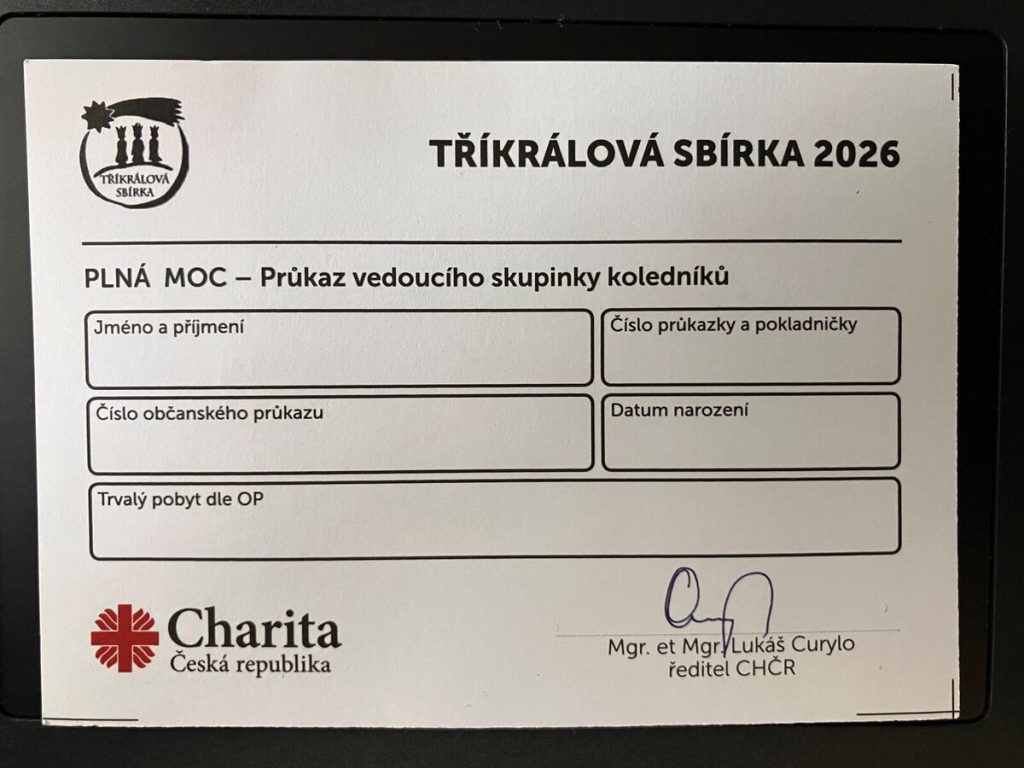 TŘÍKRÁLOVÁ
SBÍRKA
TŘÍKRÁLOVÁ SBÍRKA 2026
PLNÁ MOC – Průkaz vedoucího skupinky koledníků
Jméno a příjmení
Číslo průkazky a pokladničky
Číslo občanského průkazu
Datum narození
Trvalý pobyt dle OP
Charita
Česká republika
Mgr. et Mgr. Lukáš Curylo
ředitel CHČR